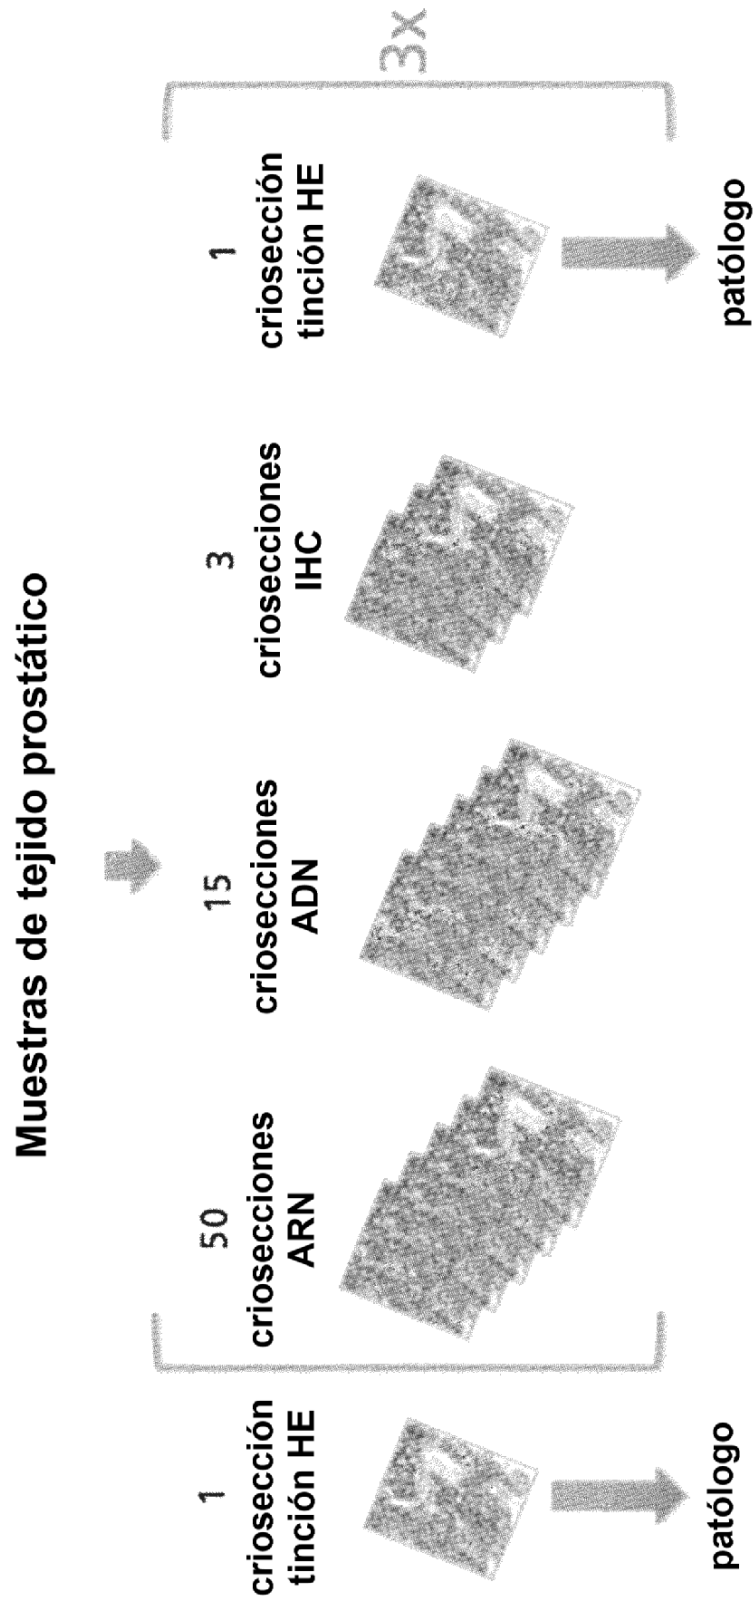 Muestras de tejido prostático
1
criosección
tinción HE
patólogo
50
criosecciones
ARN
15
criosecciones
ADN
3
criosecciones
IHC
1
criosección
tinción HE
patólogo
3x